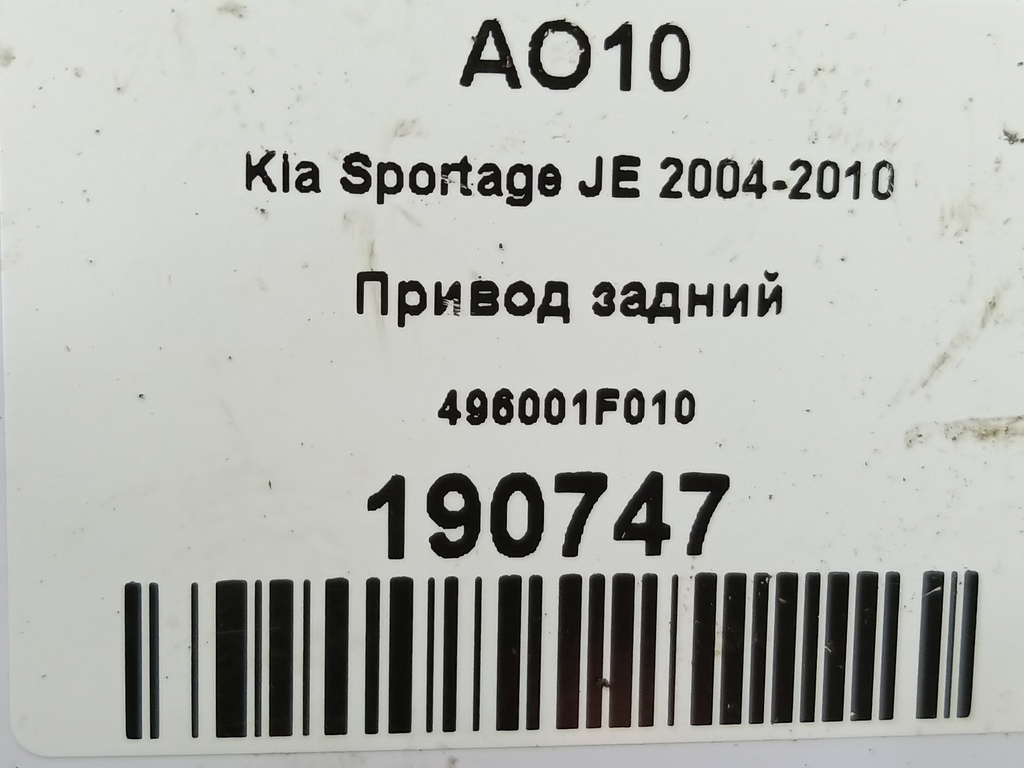 AO10
Kia Sportage JE 2004-2010
Привод задний
496001F010
190747